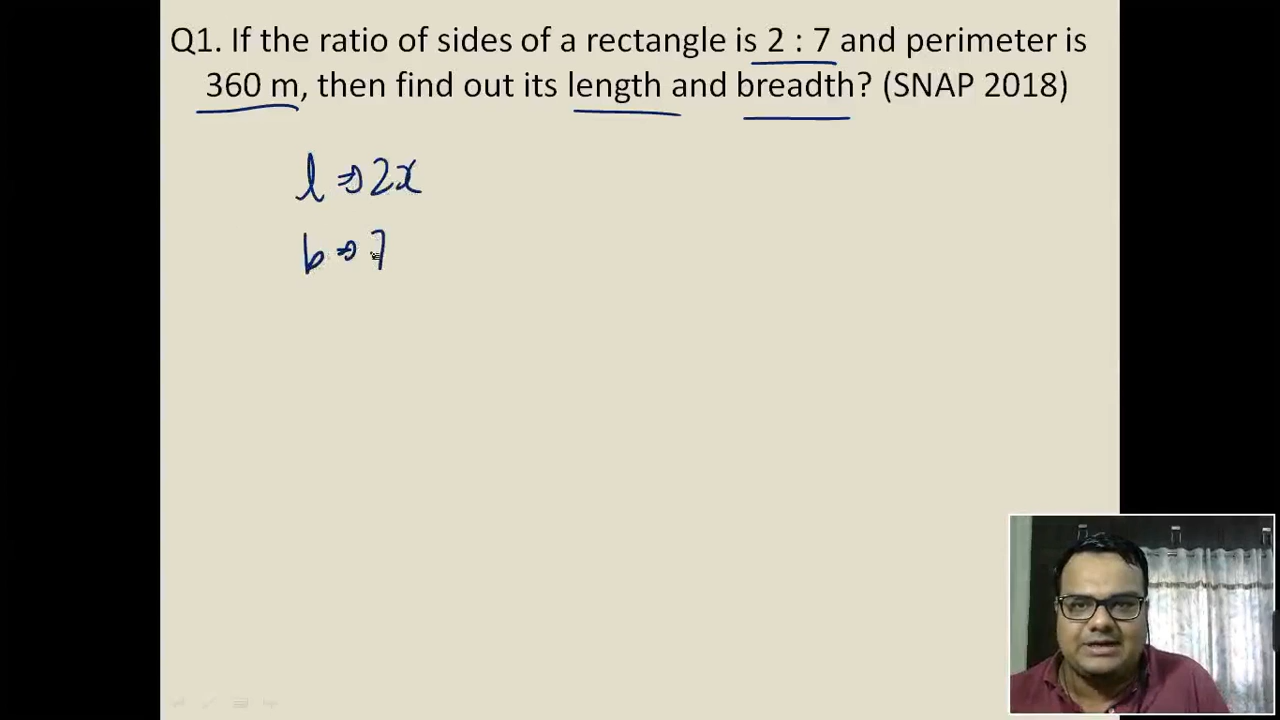 Q1. If the ratio of sides of a rectangle is 2 : 7 and perimeter is
360 m, then find out its length and breadth? (SNAP 2018)
l ⇒ 2x
b ⇒ 7